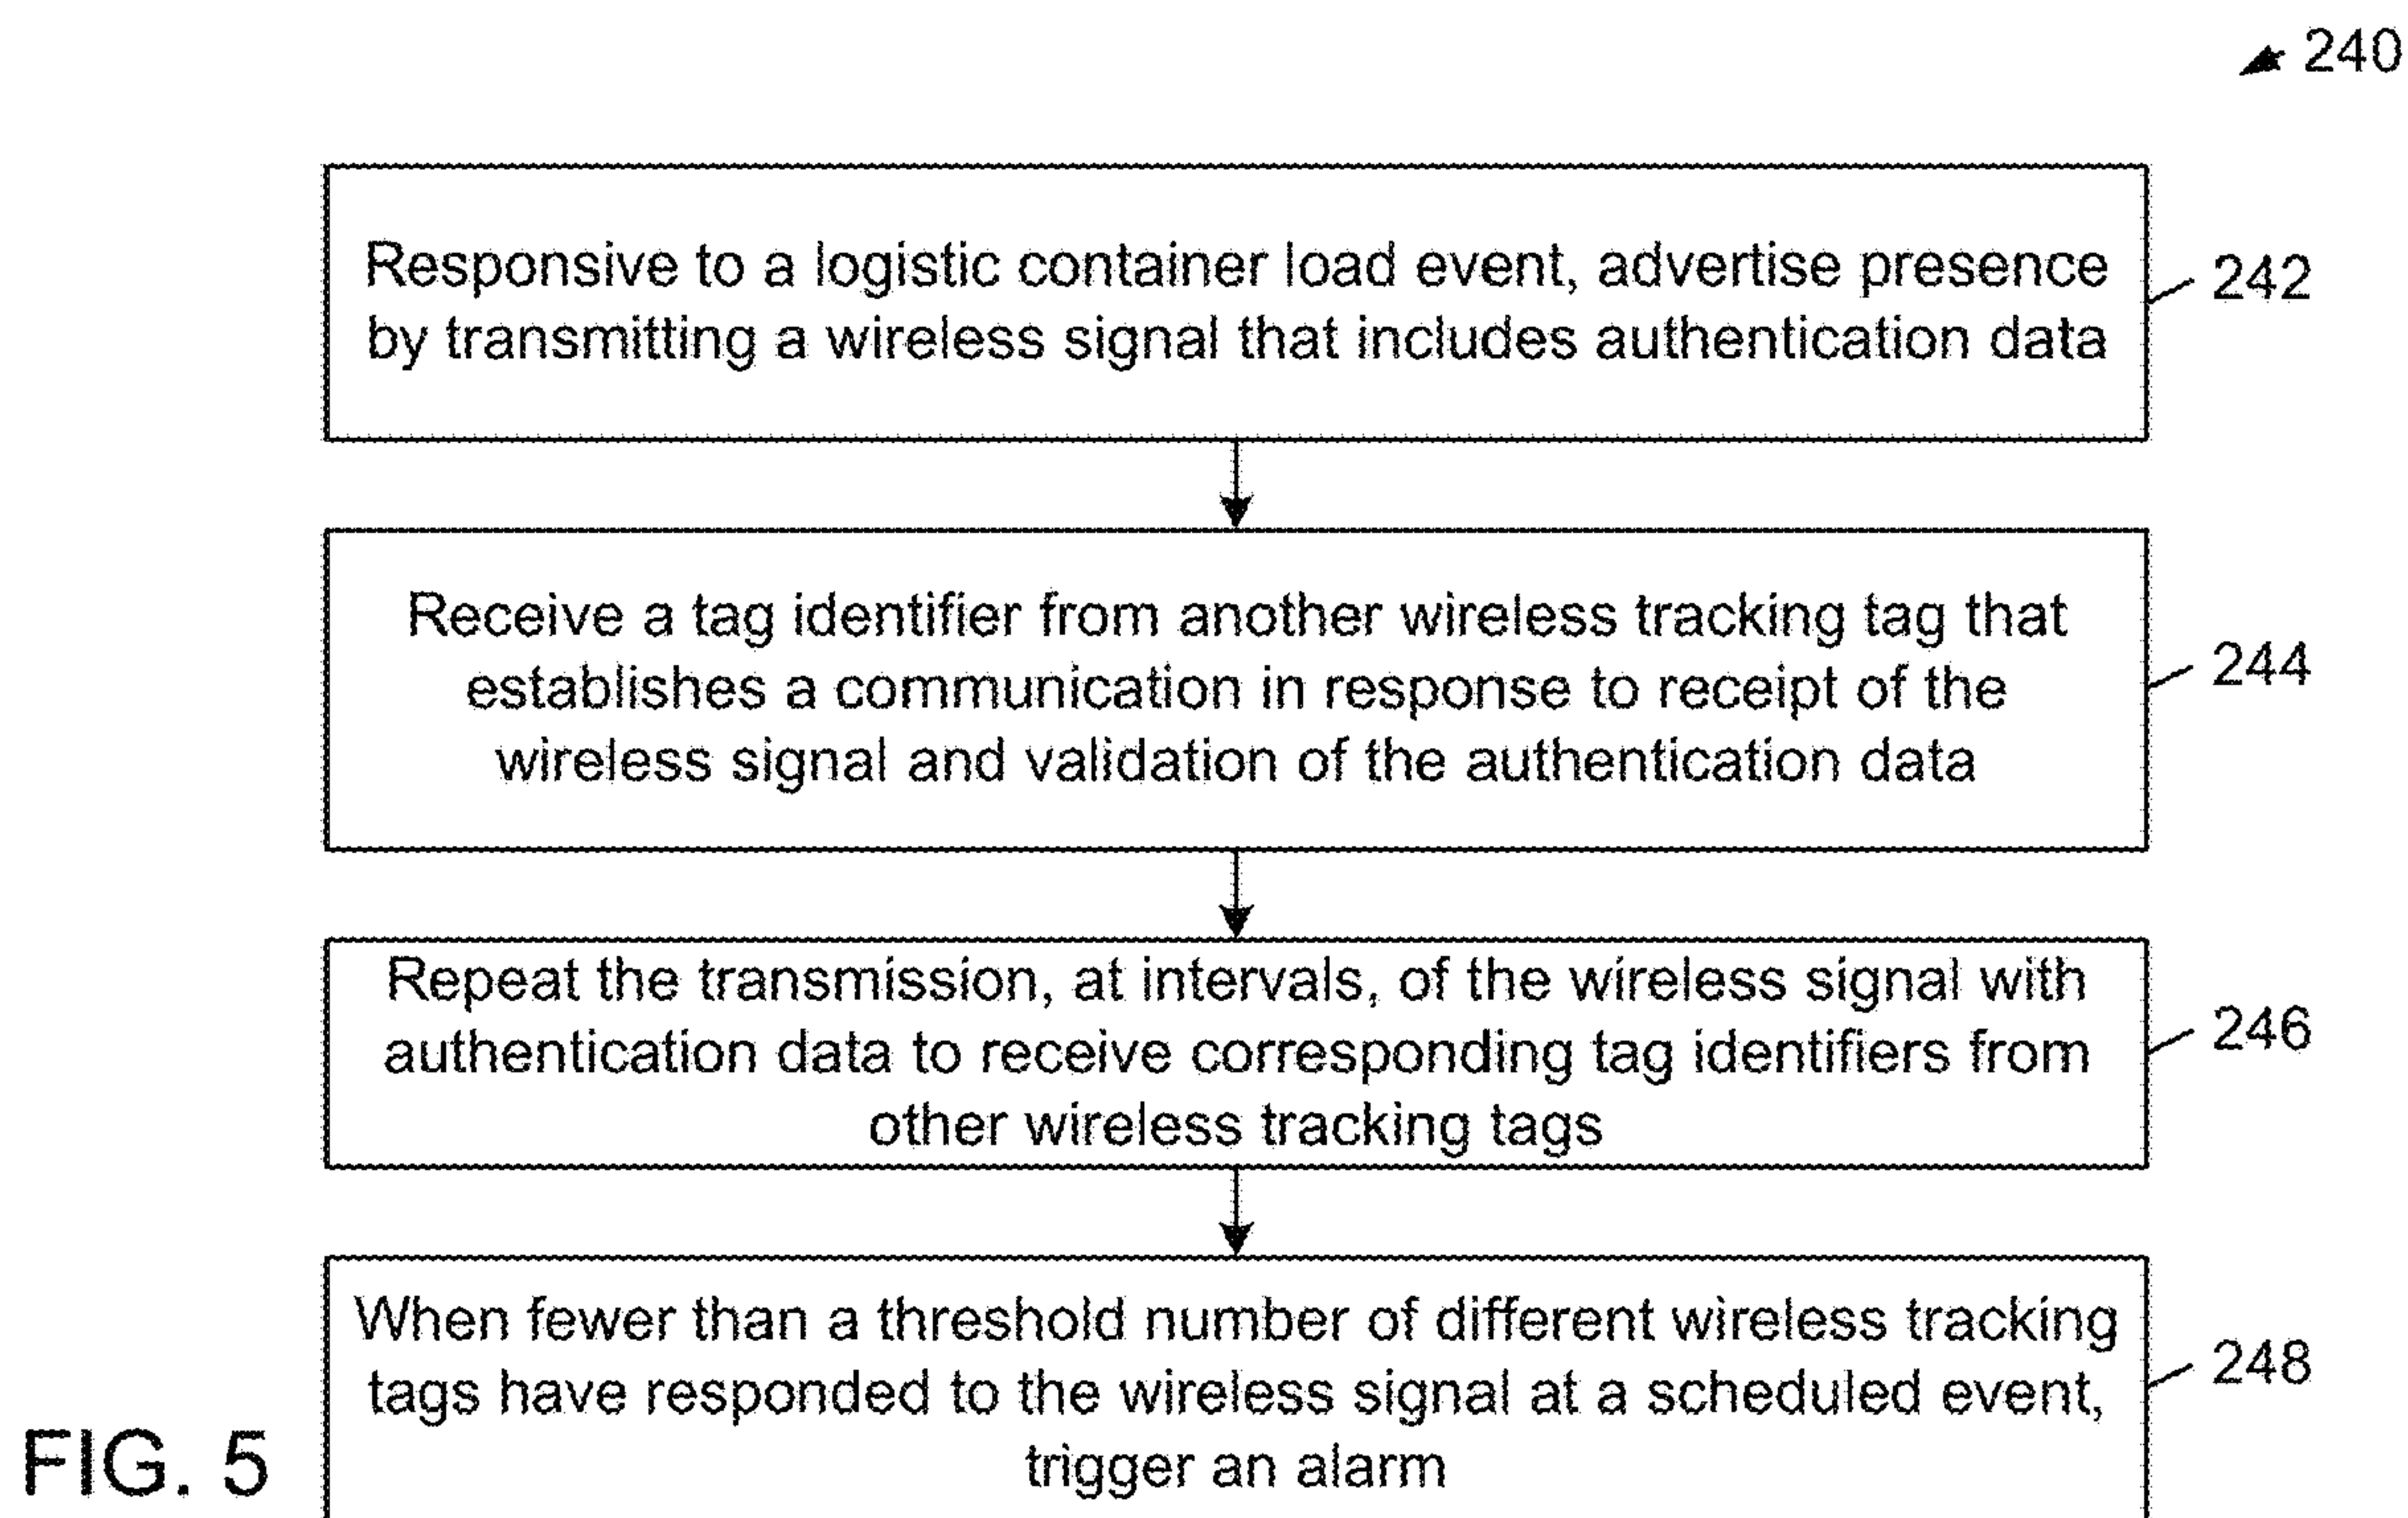 240
Responsive to a logistic container load event, advertise presence
by transmitting a wireless signal that includes authentication data
242
Receive a tag identifier from another wireless tracking tag that
establishes a communication in response to receipt of the
wireless signal and validation of the authentication data
244
Repeat the transmission, at intervals, of the wireless signal with
authentication data to receive corresponding tag identifiers from
other wireless tracking tags
246
When fewer than a threshold number of different wireless tracking
tags have responded to the wireless signal at a scheduled event,
trigger an alarm
248
FIG. 5